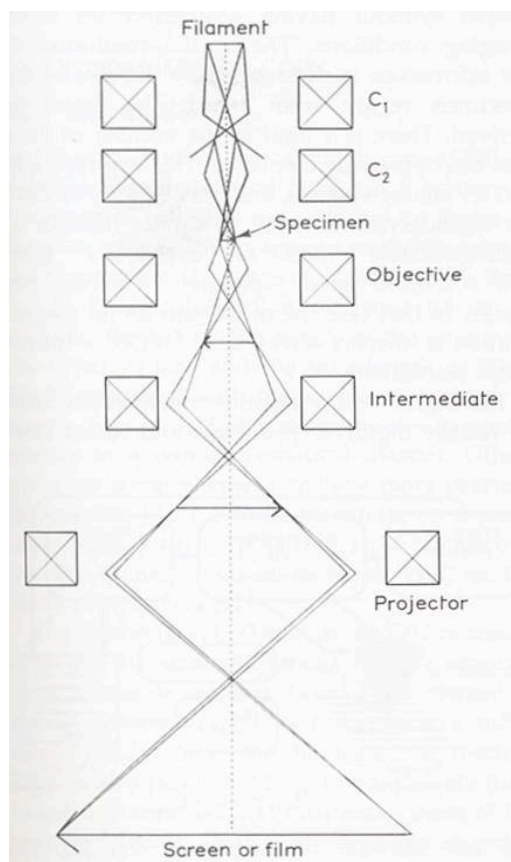 Filament
C1
C2
Specimen
Objective
Intermediate
Projector
Screen or film